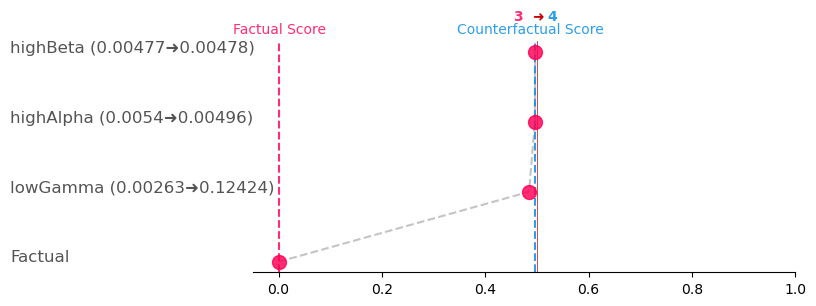 3 ➔ 4
Factual Score Counterfactual Score
highBeta (0.00477➔0.00478)
highAlpha (0.0054➔0.00496)
lowGamma (0.00263➔0.12424)
Factual
0.0 0.2 0.4 0.6 0.8 1.0